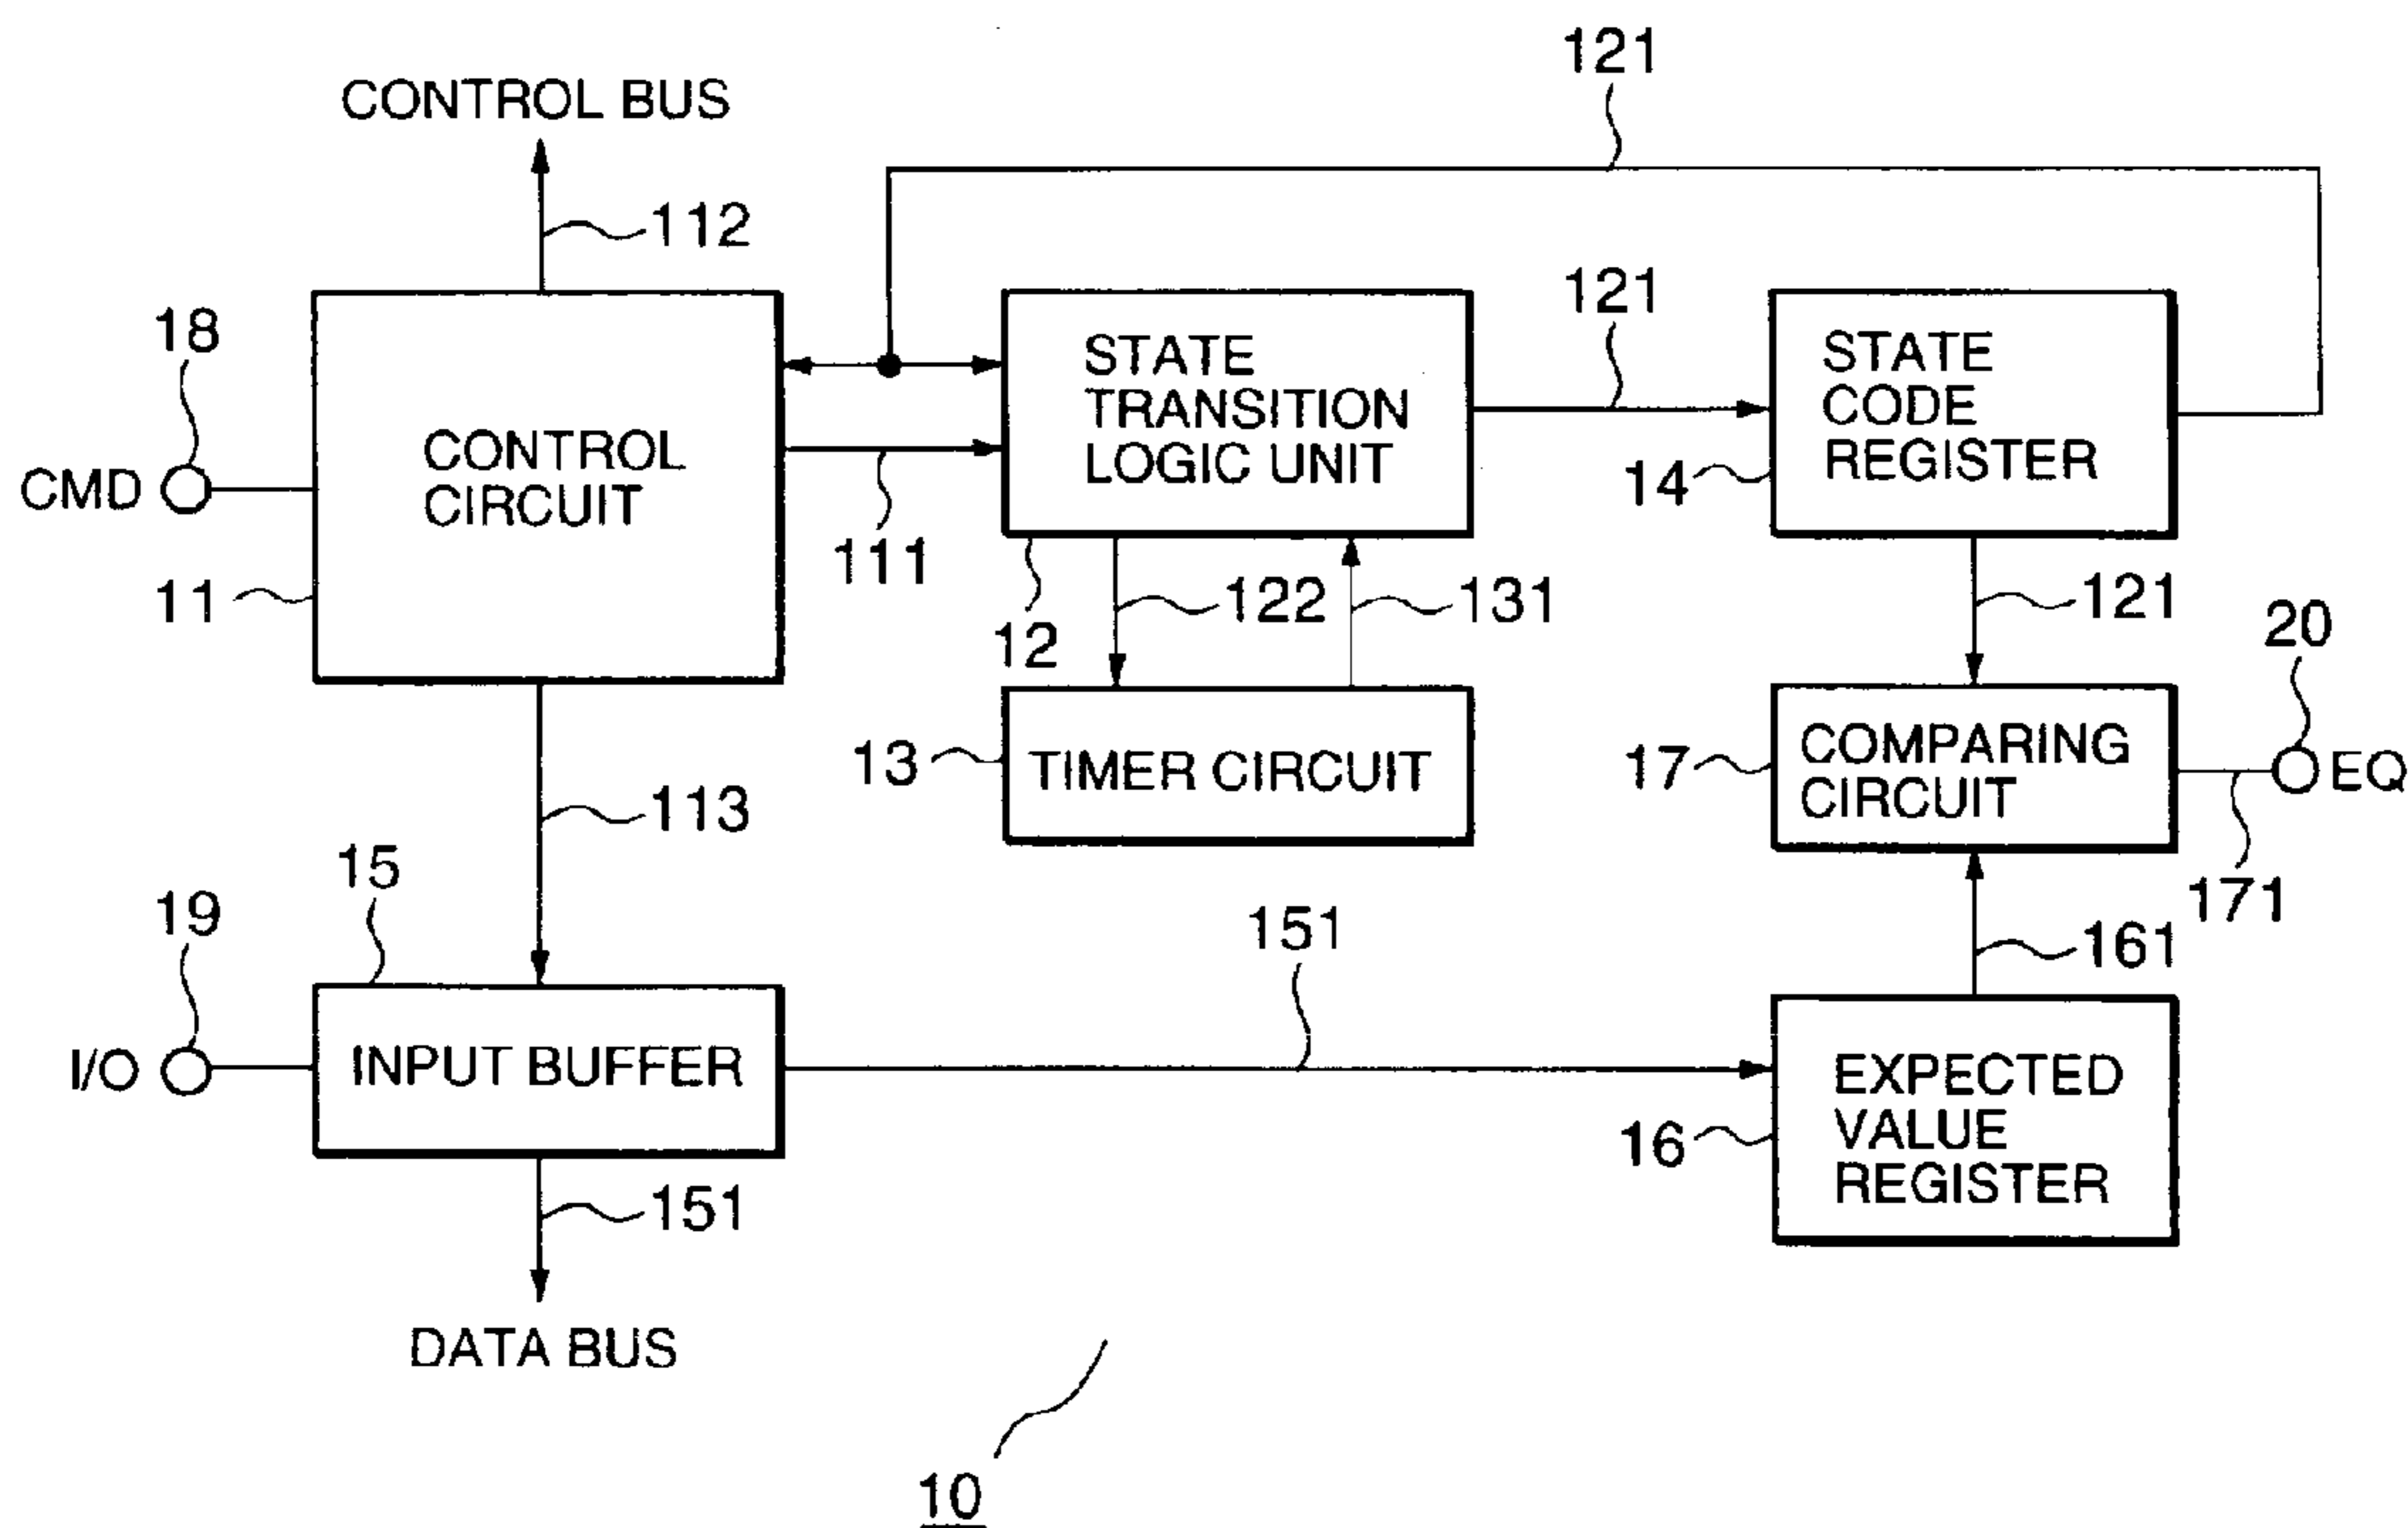 121
CONTROL BUS
112
18
CMD
CONTROL
CIRCUIT
11
111
STATE
TRANSITION
LOGIC UNIT
12
121
STATE
CODE
REGISTER
14
122
131
121
20
13
TIMER CIRCUIT
17
COMPARING
CIRCUIT
EQ
171
113
15
19
I/O
INPUT BUFFER
151
161
16
EXPECTED
VALUE
REGISTER
151
DATA BUS
10